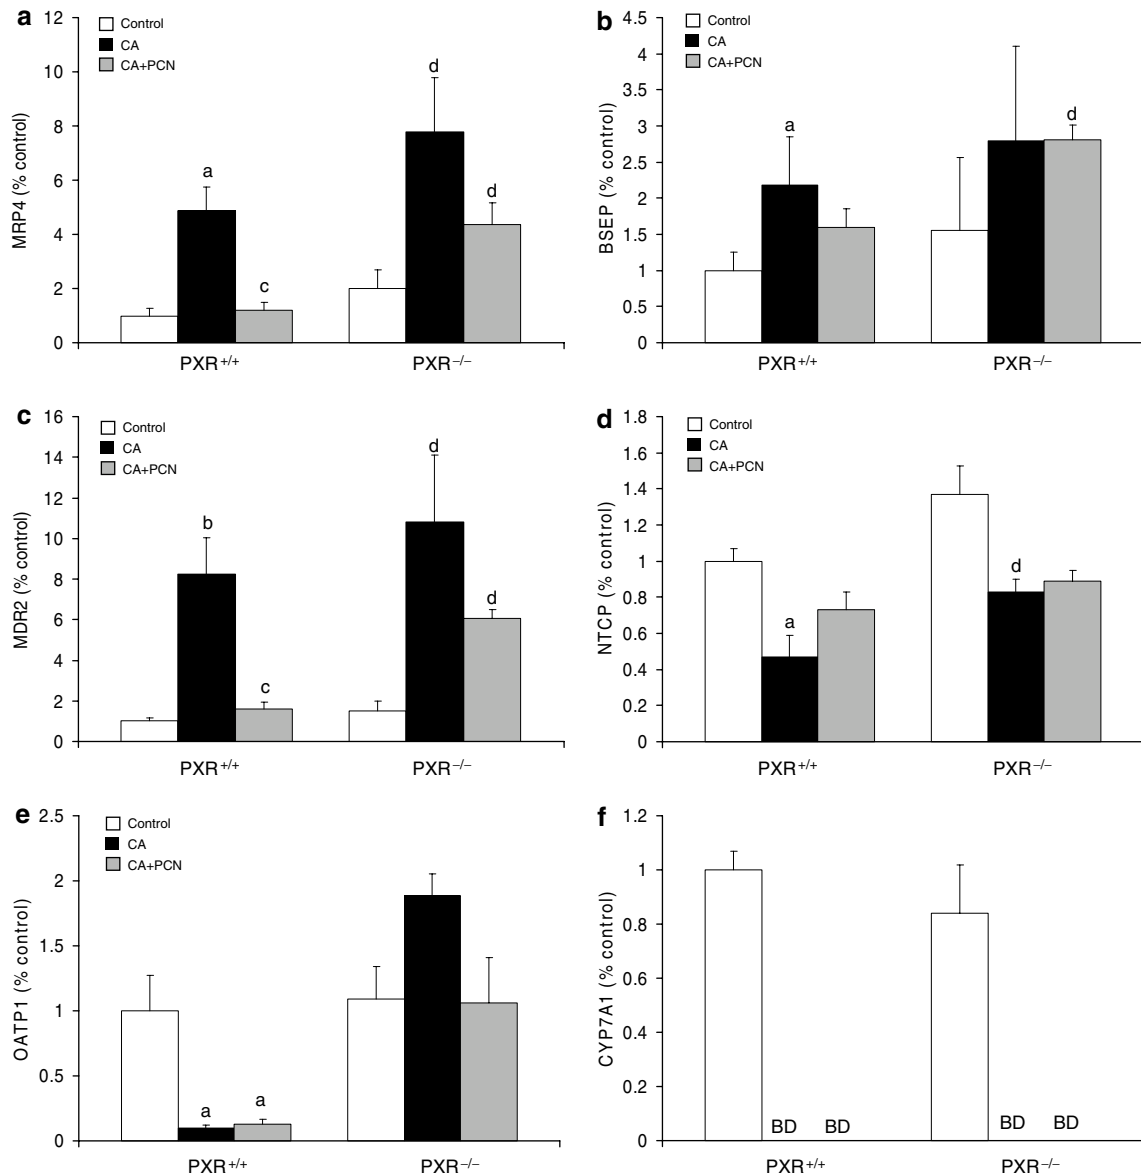 a
12
10
8
6
4
2
0
MRP4 (% control)
Control
CA
CA+PCN
a
c
d
d
PXR+/+
PXR−/−
b
4.5
4
3.5
3
2.5
2
1.5
1
0.5
0
BSEP (% control)
Control
CA
CA+PCN
a
d
PXR+/+
PXR−/−
c
16
14
12
10
8
6
4
2
0
MDR2 (% control)
Control
CA
CA+PCN
b
c
d
d
PXR+/+
PXR−/−
d
1.8
1.6
1.4
1.2
1
0.8
0.6
0.4
0.2
0
NTCP (% control)
Control
CA
CA+PCN
a
d
PXR+/+
PXR−/−
e
2.5
2
1.5
1
0.5
0
OATP1 (% control)
Control
CA
CA+PCN
a
a
PXR+/+
PXR−/−
f
1.2
1
0.8
0.6
0.4
0.2
0
CYP7A1 (% control)
BD BD
BD BD
PXR+/+
PXR−/−